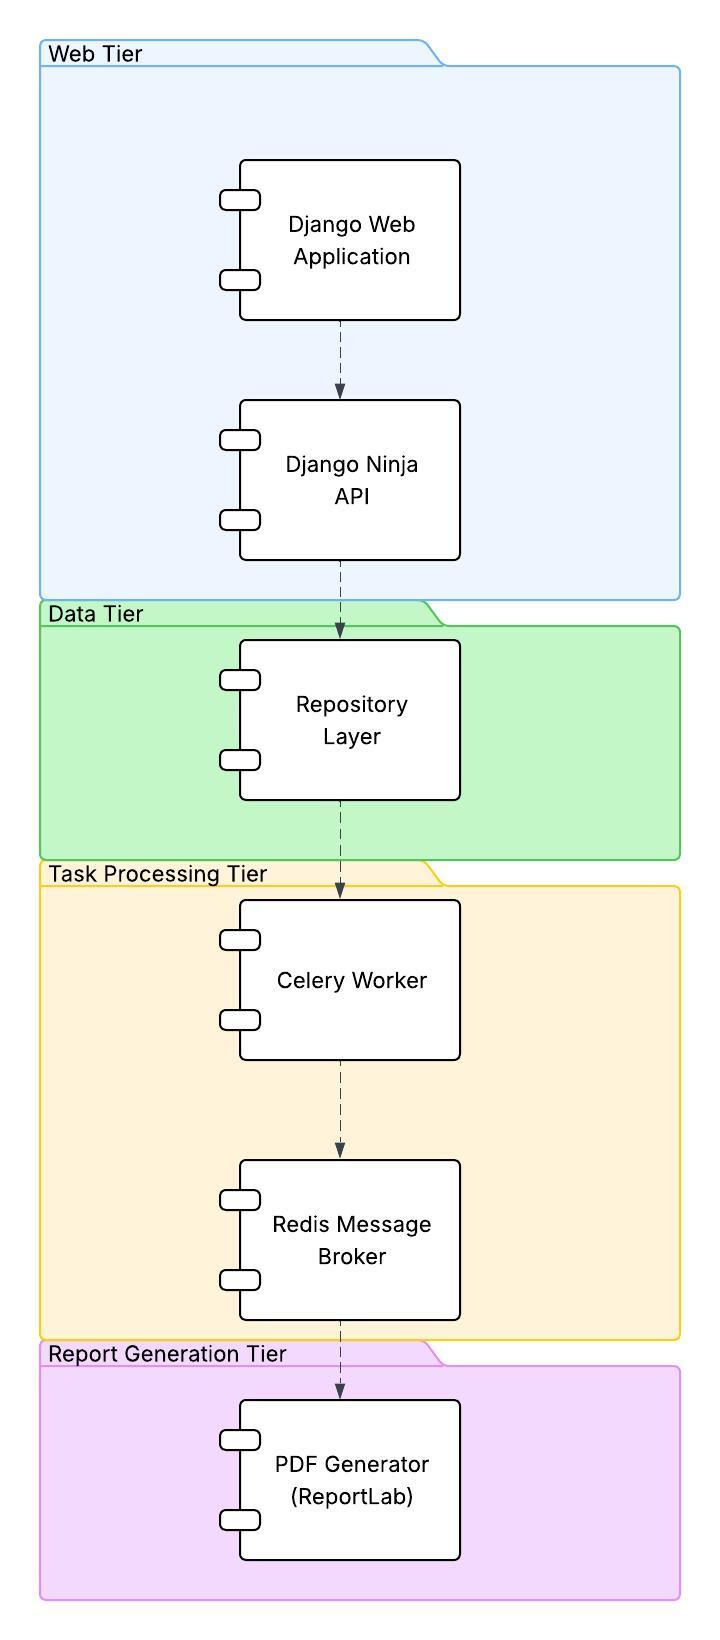 Web Tier
Django Web
Application
Django Ninja
API
Data Tier
Repository
Layer
Task Processing Tier
Celery Worker
Redis Message
Broker
Report Generation Tier
PDF Generator
(ReportLab)